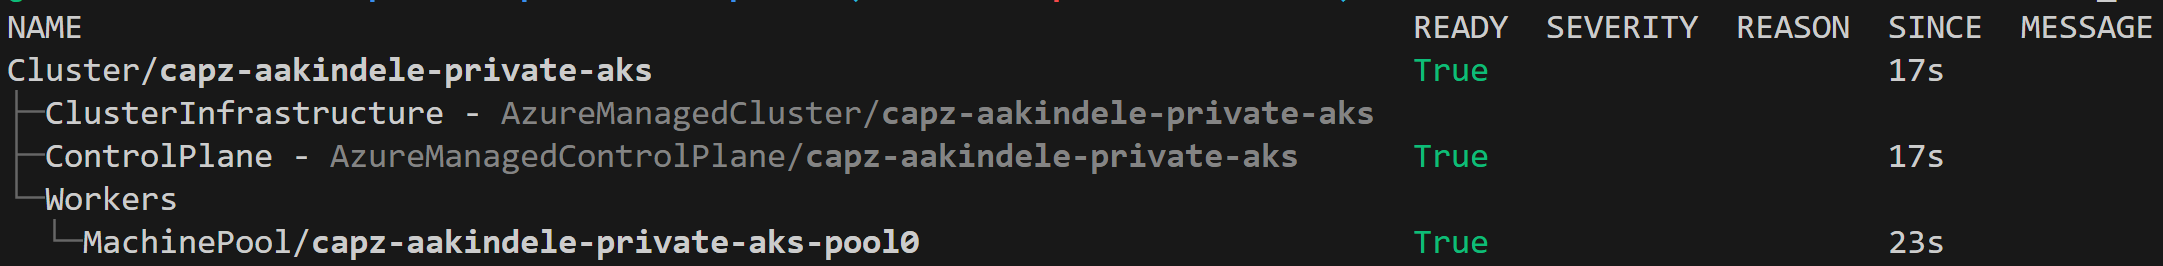 NAME READY SEVERITY REASON SINCE MESSAGE
Cluster/capz-aakindele-private-aks True 17s
├─ClusterInfrastructure - AzureManagedCluster/capz-aakindele-private-aks
├─ControlPlane - AzureManagedControlPlane/capz-aakindele-private-aks True 17s
└─Workers
└─MachinePool/capz-aakindele-private-aks-pool0 True 23s